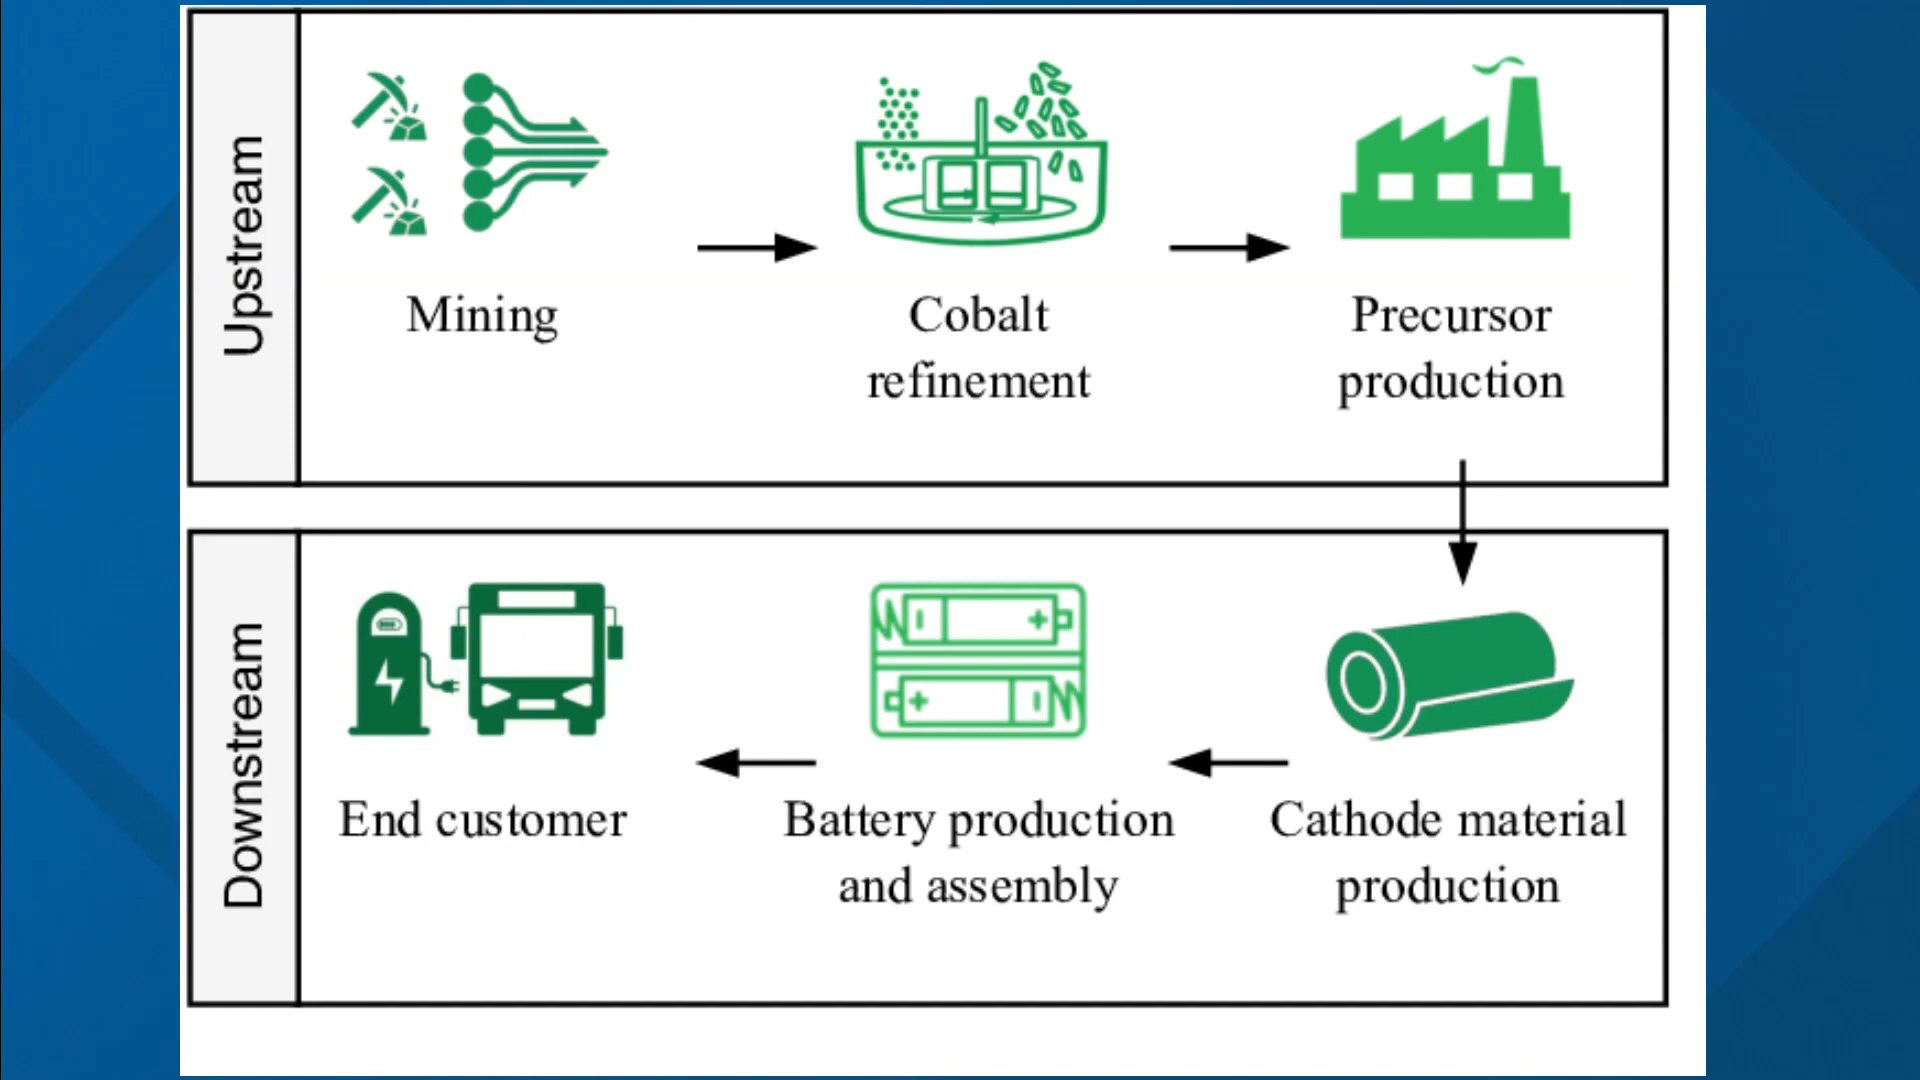 Upstream
Mining
Cobalt
refinement
Precursor
production
Downstream
End customer
Battery production
and assembly
Cathode material
production